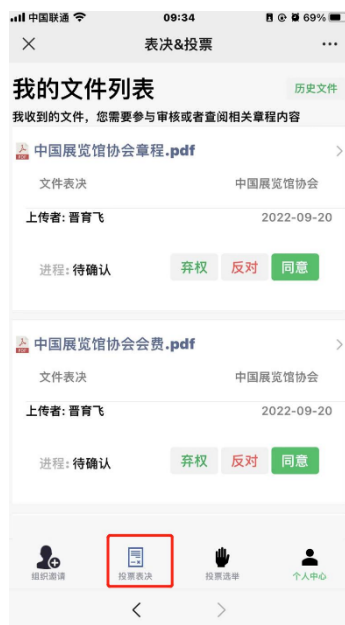 中国联通 09:34 69%
表决&投票
我的文件列表 历史文件
我收到的文件，您需要参与审核或者查阅相关章程内容
中国展览馆协会章程.pdf
文件表决 中国展览馆协会
上传者: 晋育飞 2022-09-20
进程: 待确认 弃权 反对 同意
中国展览馆协会会费.pdf
文件表决 中国展览馆协会
上传者: 晋育飞 2022-09-20
进程: 待确认 弃权 反对 同意
组织邀请 投票表决 投票选举 个人中心